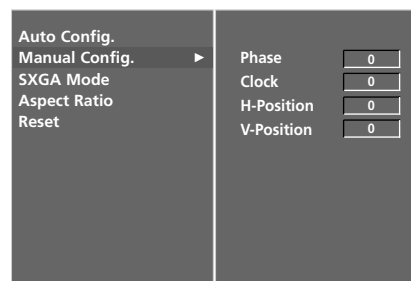 Auto Config.
Manual Config. ►
SXGA Mode
Aspect Ratio
Reset
Phase 0
Clock 0
H-Position 0
V-Position 0